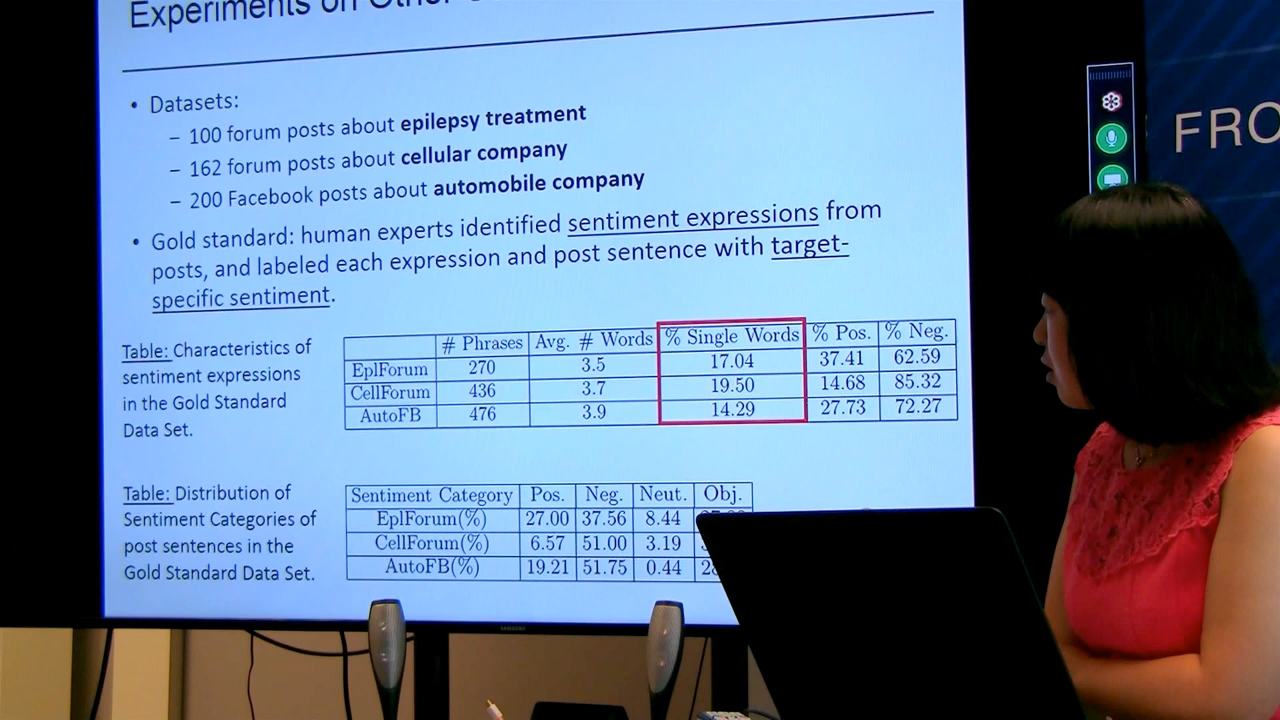 Experiments on Other
• Datasets:
– 100 forum posts about epilepsy treatment
– 162 forum posts about cellular company
– 200 Facebook posts about automobile company
• Gold standard: human experts identified sentiment expressions from
posts, and labeled each expression and post sentence with target-
specific sentiment.
Table: Characteristics of
sentiment expressions
in the Gold Standard
Data Set.
# Phrases Avg. # Words % Single Words % Pos. % Neg.
EplForum 270 3.5 17.04 37.41 62.59
CellForum 436 3.7 19.50 14.68 85.32
AutoFB 476 3.9 14.29 27.73 72.27
Table: Distribution of
Sentiment Categories of
post sentences in the
Gold Standard Data Set.
Sentiment Category Pos. Neg. Neut. Obj.
EplForum(%) 27.00 37.56 8.44
CellForum(%) 6.57 51.00 3.19
AutoFB(%) 19.21 51.75 0.44
SAMSUNG
FRO